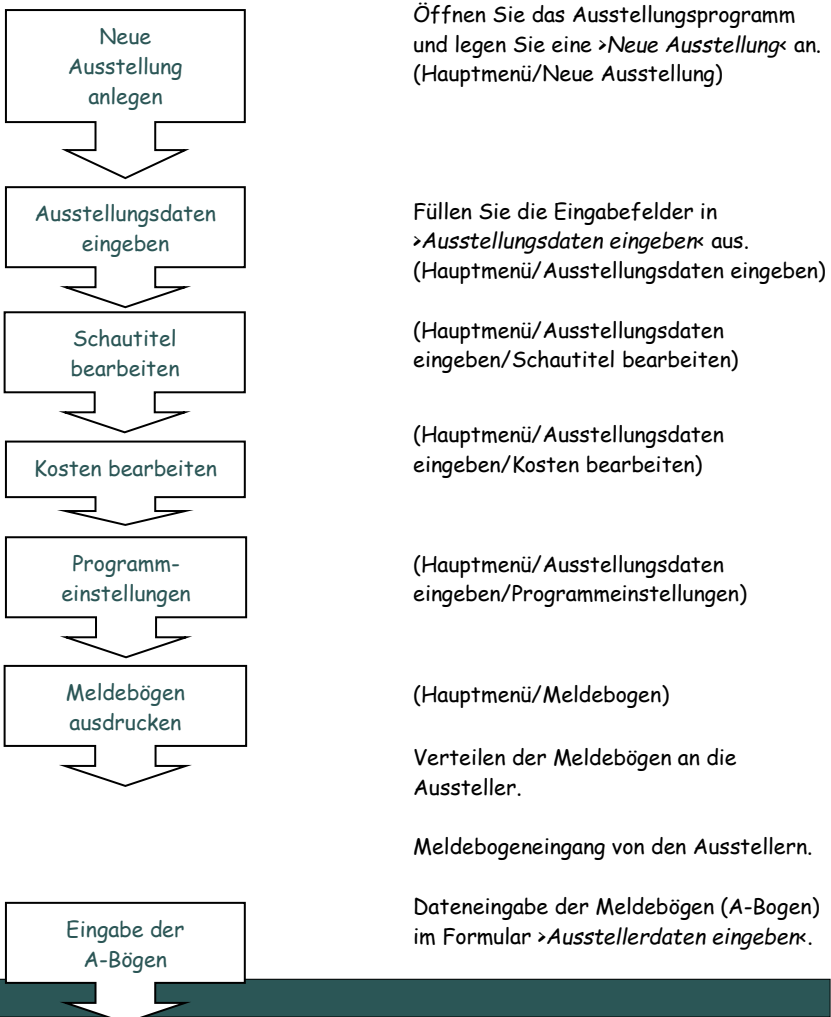 Neue
Ausstellung
anlegen
Öffnen Sie das Ausstellungsprogramm
und legen Sie eine ›Neue Ausstellung‹ an.
(Hauptmenü/Neue Ausstellung)
Ausstellungsdaten
eingeben
Füllen Sie die Eingabefelder in
›Ausstellungsdaten eingeben‹ aus.
(Hauptmenü/Ausstellungsdaten eingeben)
Schautitel
bearbeiten
(Hauptmenü/Ausstellungsdaten
eingeben/Schautitel bearbeiten)
Kosten bearbeiten
(Hauptmenü/Ausstellungsdaten
eingeben/Kosten bearbeiten)
Programm-
einstellungen
(Hauptmenü/Ausstellungsdaten
eingeben/Programmeinstellungen)
Meldebögen
ausdrucken
(Hauptmenü/Meldebogen)
Verteilen der Meldebögen an die
Aussteller.
Meldebogeneingang von den Ausstellern.
Eingabe der
A-Bögen
Dateneingabe der Meldebögen (A-Bogen)
im Formular ›Ausstellerdaten eingeben‹.